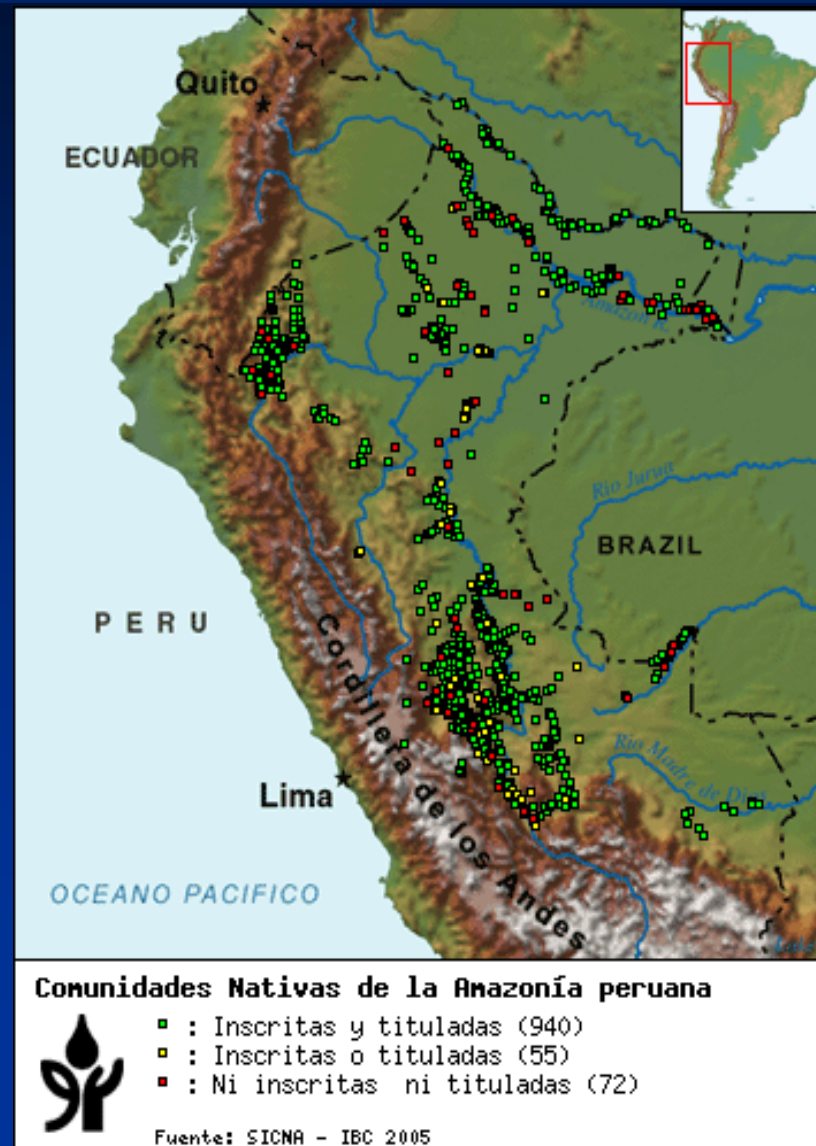 Quito
ECUADOR
Amazon R.
Rio Jurua
BRAZIL
P E R U
Cordillera de los Andes
Rio Madre de Dios
Lima
OCEANO PACIFICO
Comunidades Nativas de la Amazonía peruana
: Inscritas y tituladas (940)
: Inscritas o tituladas (55)
: Ni inscritas ni tituladas (72)
Fuente: SICNA - IBC 2005